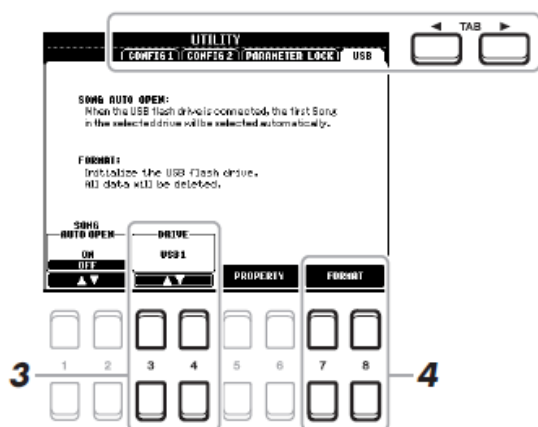 UTILITY
◀ TAB ▶
CONFIG 1 CONFIG 2 PARAMETER LOCK USB
SONG AUTO OPEN:
When the USB flash drive is connected, the first Song
in the selected drive will be selected automatically.
FORMAT:
Initialize the USB flash drive.
All data will be deleted.
SONG
AUTO OPEN
DRIVE
ON
USB1
OFF
▲▼
▲▼
PROPERTY
FORMAT
1 2 3 4 5 6 7 8
3
4